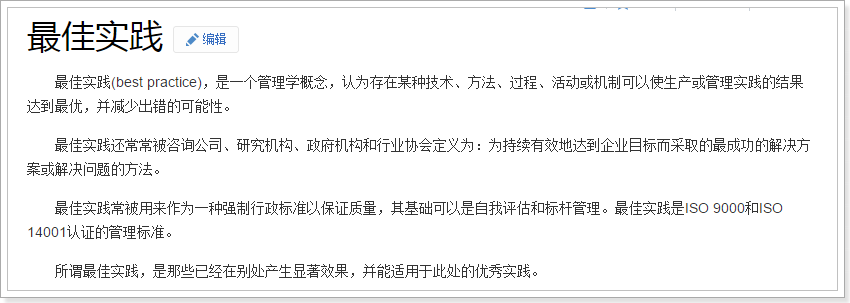 最佳实践 编辑
最佳实践(best practice)，是一个管理学概念，认为存在某种技术、方法、过程、活动或机制可以使生产或管理实践的结果
达到最优，并减少出错的可能性。
最佳实践还常常被咨询公司、研究机构、政府机构和行业协会定义为：为持续有效地达到企业目标而采取的最成功的解决方
案或解决问题的方法。
最佳实践常被用来作为一种强制行政标准以保证质量，其基础可以是自我评估和标杆管理。最佳实践是ISO 9000和ISO
14001认证的管理标准。
所谓最佳实践，是那些已经在别处产生显著效果，并能适用于此处的优秀实践。